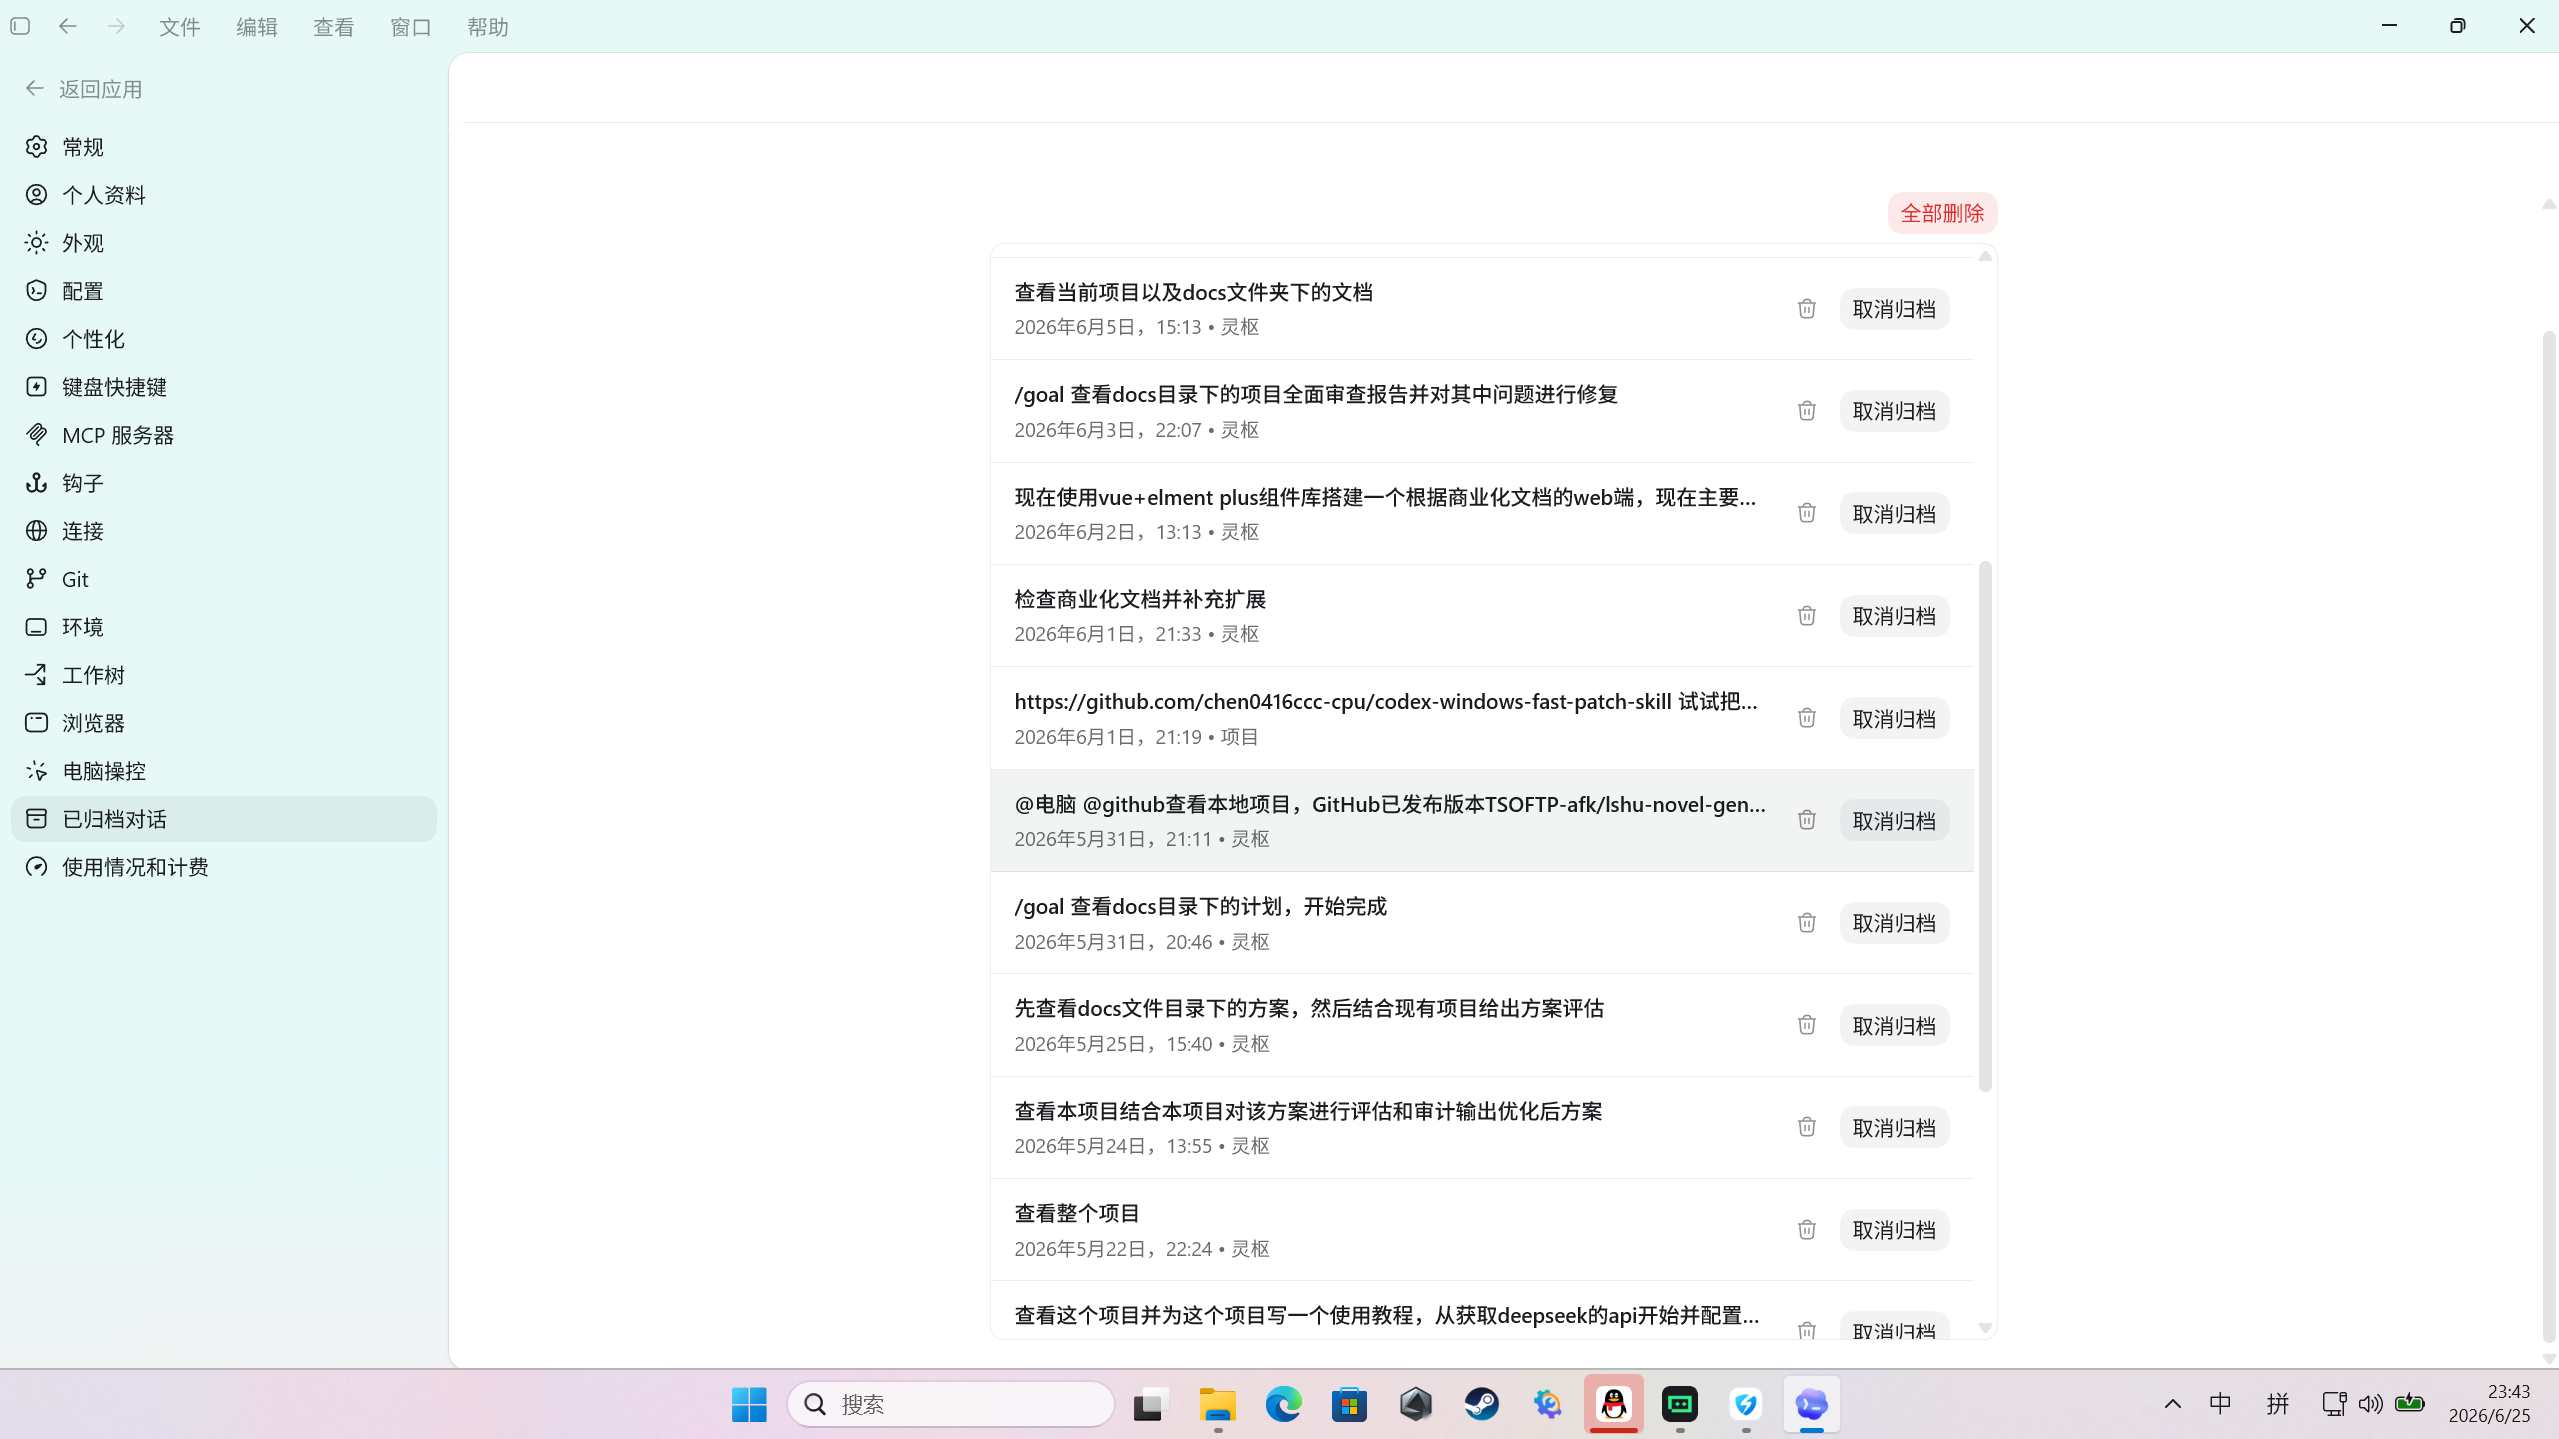 文件 编辑 查看 窗口 帮助
返回应用
常规
个人资料
外观
配置
个性化
键盘快捷键
MCP 服务器
钩子
连接
Git
环境
工作树
浏览器
电脑操控
已归档对话
使用情况和计费
全部删除
查看当前项目以及docs文件夹下的文档
2026年6月5日，15:13 • 灵枢
取消归档
/goal 查看docs目录下的项目全面审查报告并对其中问题进行修复
2026年6月3日，22:07 • 灵枢
取消归档
现在使用vue+elment plus组件库搭建一个根据商业化文档的web端，现在主要...
2026年6月2日，13:13 • 灵枢
取消归档
检查商业化文档并补充扩展
2026年6月1日，21:33 • 灵枢
取消归档
https://github.com/chen0416ccc-cpu/codex-windows-fast-patch-skill 试试把...
2026年6月1日，21:19 • 项目
取消归档
@电脑 @github查看本地项目，GitHub已发布版本TSOFTP-afk/lshu-novel-gen...
2026年5月31日，21:11 • 灵枢
取消归档
/goal 查看docs目录下的计划，开始完成
2026年5月31日，20:46 • 灵枢
取消归档
先查看docs文件目录下的方案，然后结合现有项目给出方案评估
2026年5月25日，15:40 • 灵枢
取消归档
查看本项目结合本项目对该方案进行评估和审计输出优化后方案
2026年5月24日，13:55 • 灵枢
取消归档
查看整个项目
2026年5月22日，22:24 • 灵枢
取消归档
查看这个项目并为这个项目写一个使用教程，从获取deepseek的api开始并配置...
取消归档
搜索
中 拼
23:43
2026/6/25